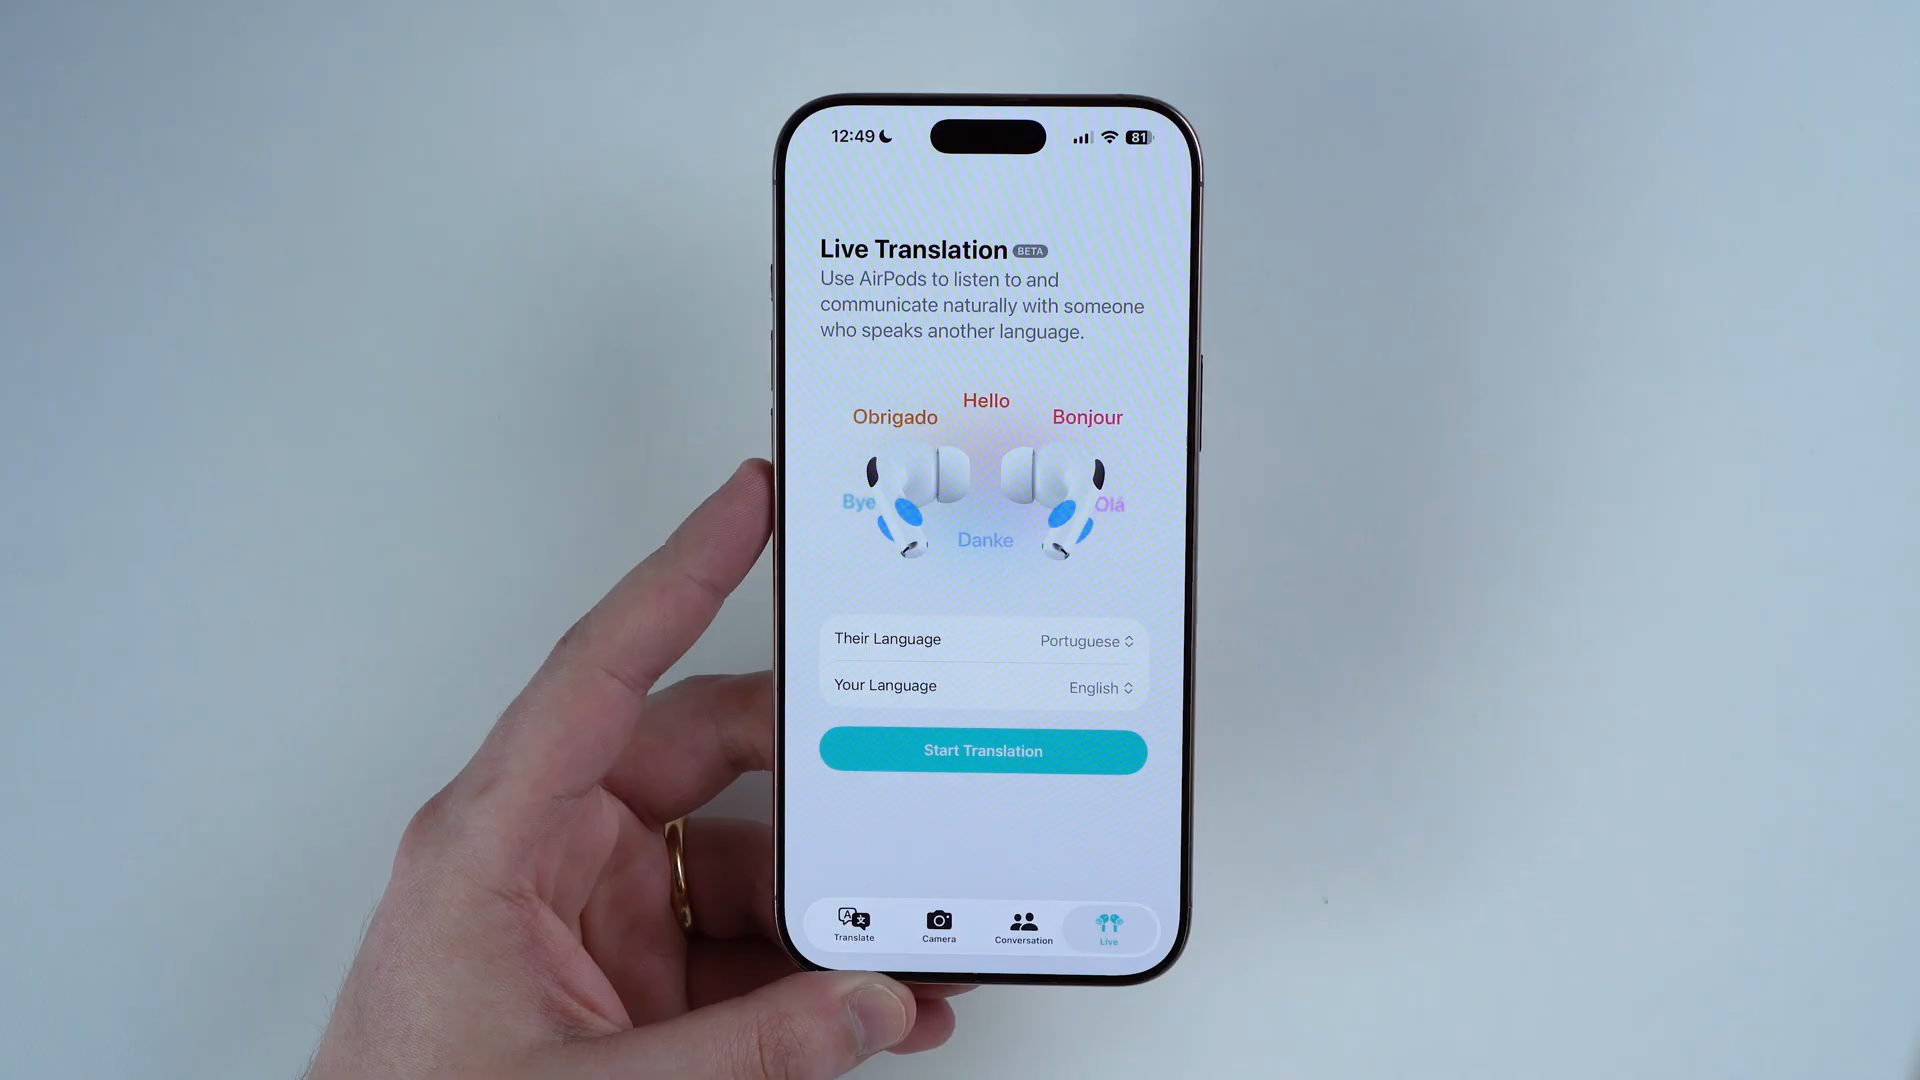 12:49
81
Live Translation BETA
Use AirPods to listen to and
communicate naturally with someone
who speaks another language.
Hello
Obrigado
Bonjour
Bye
Olá
Danke
Their Language
Portuguese
Your Language
English
Start Translation
Translate
Camera
Conversation
Live